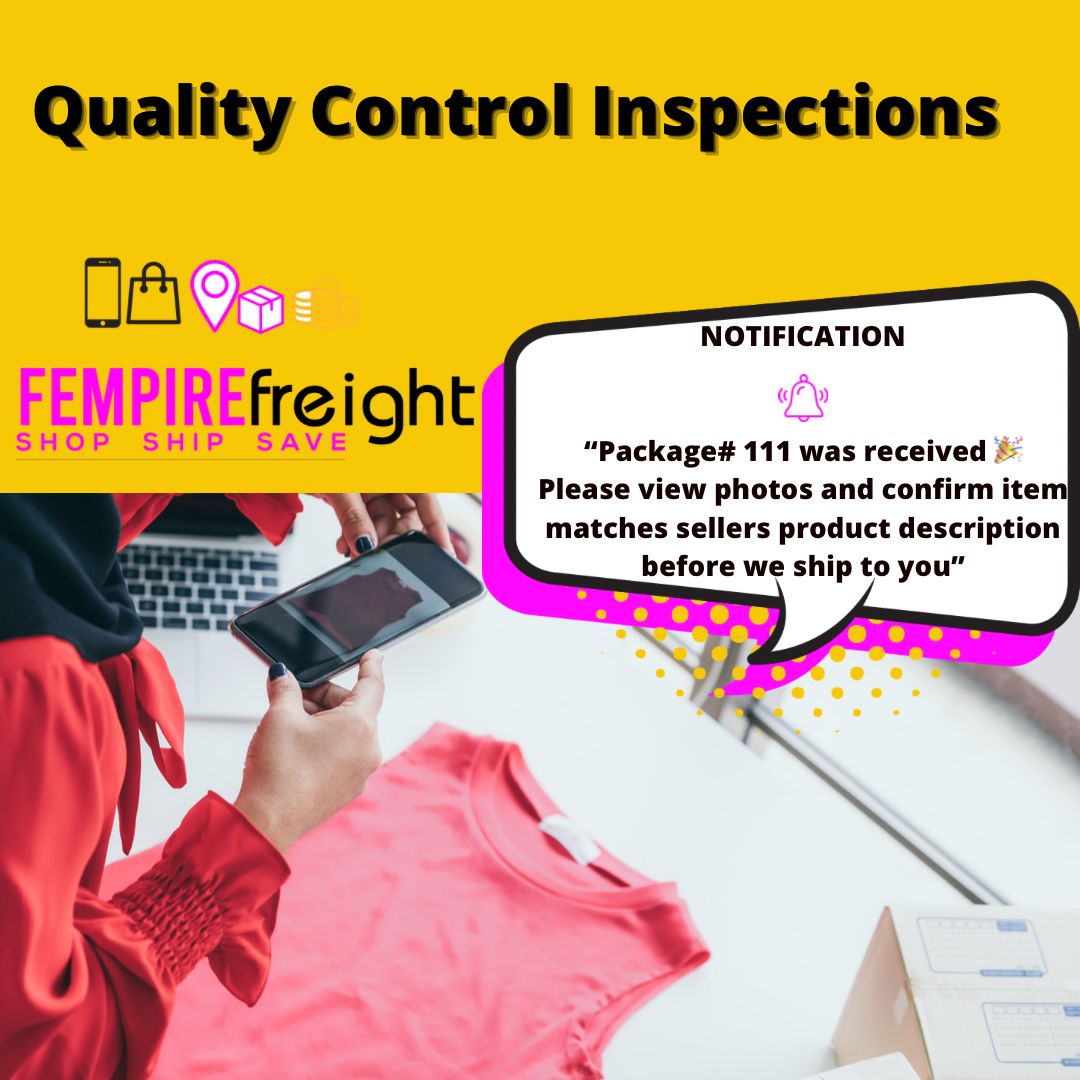 Quality Control Inspections
FEMPIREfreight
SHOP SHIP SAVE
NOTIFICATION
“Package# 111 was received 🎉
Please view photos and confirm item
matches sellers product description
before we ship to you”